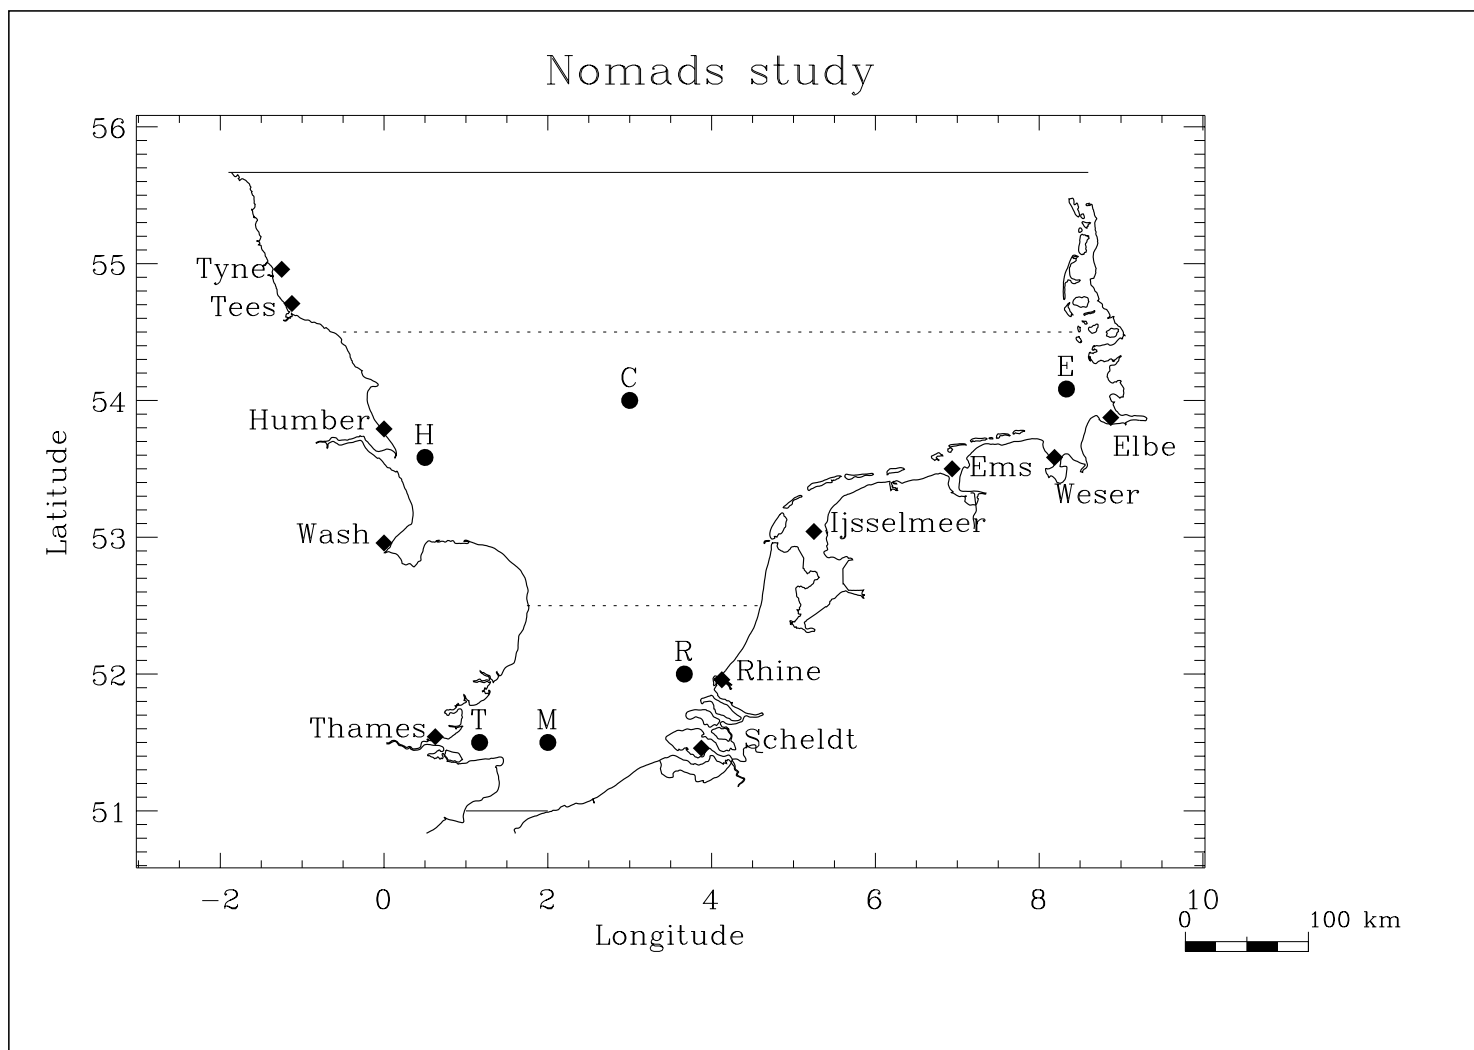 Nomads study
56
55
Tyne
Tees
C
E
54
Humber
H
Elbe
Ems
Weser
Ijsselmeer
Wash
53
Latitude
R
Rhine
52
Thames
T
M
Scheldt
51
-2 0 2 4 6 8 10
Longitude
0 100 km